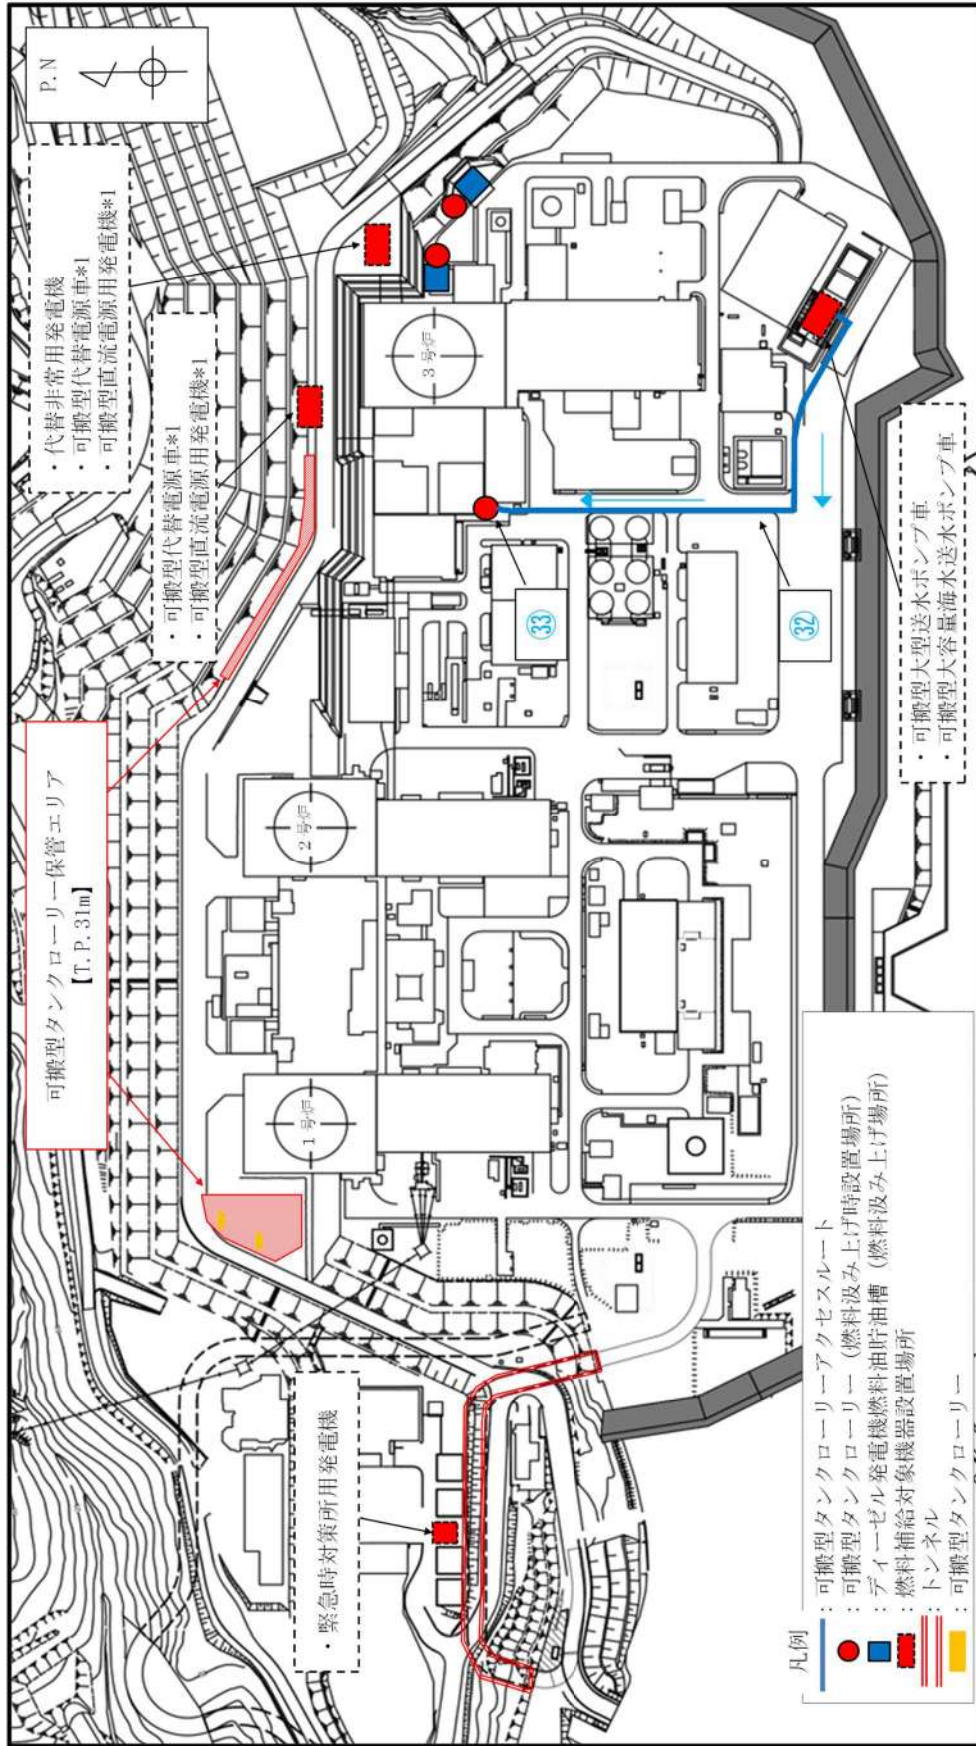 P.N
・代替非常用発電機
・可搬型代替電源車*1
・可搬型直流電源用発電機*1
・可搬型代替電源車*1
・可搬型直流電源用発電機*1
可搬型タンクローリー保管エリア
【T.P.31m】
・緊急時対策所用発電機
1号炉
2号炉
3号炉
㉝
㉜
・可搬型大型送水ポンプ車
・可搬型大容量海水送水ポンプ車
凡例
：可搬型タンクローリーアクセスルート
：可搬型タンクローリー（燃料汲み上げ時設置場所）
：ディーゼル発電機燃料油貯油槽（燃料汲み上げ場所）
：燃料補給対象機器設置場所
：トンネル
：可搬型タンクローリー